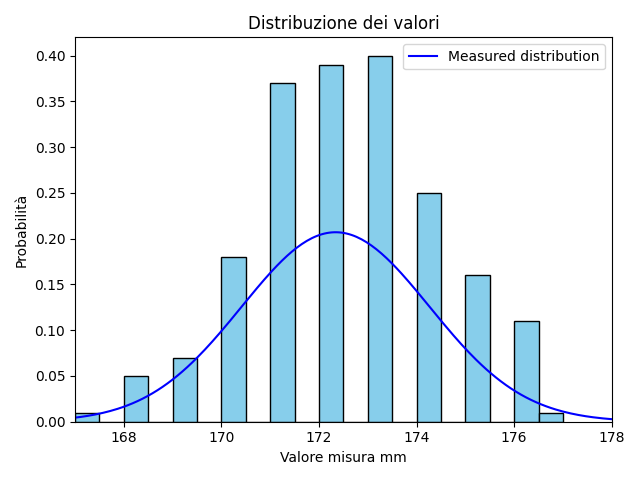 Distribuzione dei valori
Measured distribution
Probabilità
0.40
0.35
0.30
0.25
0.20
0.15
0.10
0.05
0.00
168 170 172 174 176 178
Valore misura mm